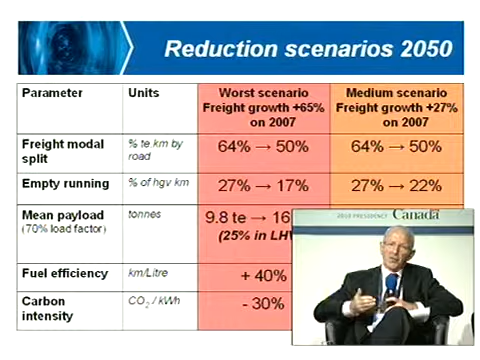 Reduction scenarios 2050
Parameter
Units
Worst scenario
Freight growth +65%
on 2007
Medium scenario
Freight growth +27%
on 2007
Freight modal
split
% te.km by
road
64% → 50%
64% → 50%
Empty running
% of hgv km
27% → 17%
27% → 22%
Mean payload
(70% load factor)
tonnes
9.8 te → 16
(25% in LH
Fuel efficiency
km/Litre
+ 40%
Carbon
intensity
CO2 / kWh
- 30%
2010 PRESIDENCY Canada